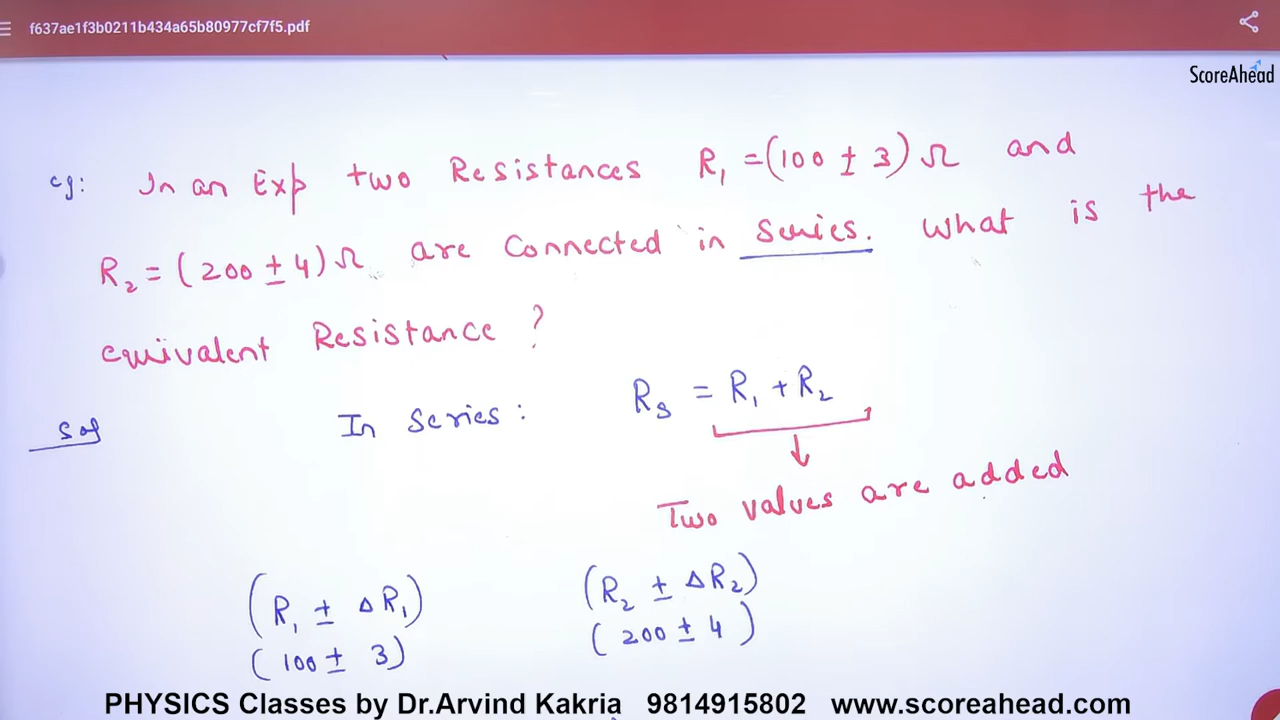 f637ae1f3b0211b434a65b80977cf7f5.pdf
ScoreAhead
eg: In an Exp two Resistances R₁ = (100 ± 3) Ω and
R₂ = (200 ± 4) Ω are connected in series. What is the
equivalent Resistance ?
Sol In Series: Rs = R₁ + R₂
Two values are added
(R₁ ± ΔR₁) (R₂ ± ΔR₂)
(100 ± 3) (200 ± 4)
PHYSICS Classes by Dr.Arvind Kakria 9814915802 www.scoreahead.com